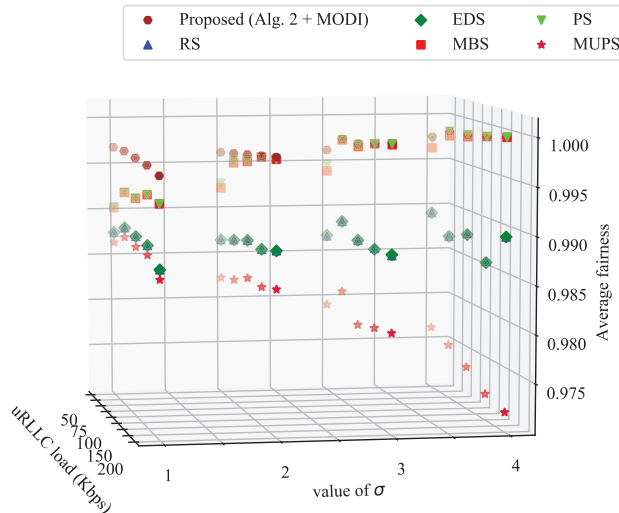 Proposed (Alg. 2 + MODI) EDS PS
RS MBS MUPS
1.000
0.995
0.990
0.985
0.980
0.975
Average fairness
50
75
100
150
200
uRLLC load (Kbps)
1 2 3 4
value of σ